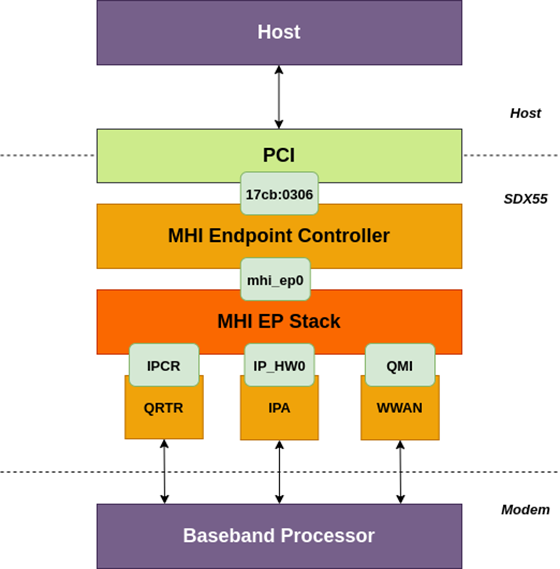 Host
Host
PCI
17cb:0306
SDX55
MHI Endpoint Controller
mhi_ep0
MHI EP Stack
IPCR
IP_HW0
QMI
QRTR
IPA
WWAN
Modem
Baseband Processor